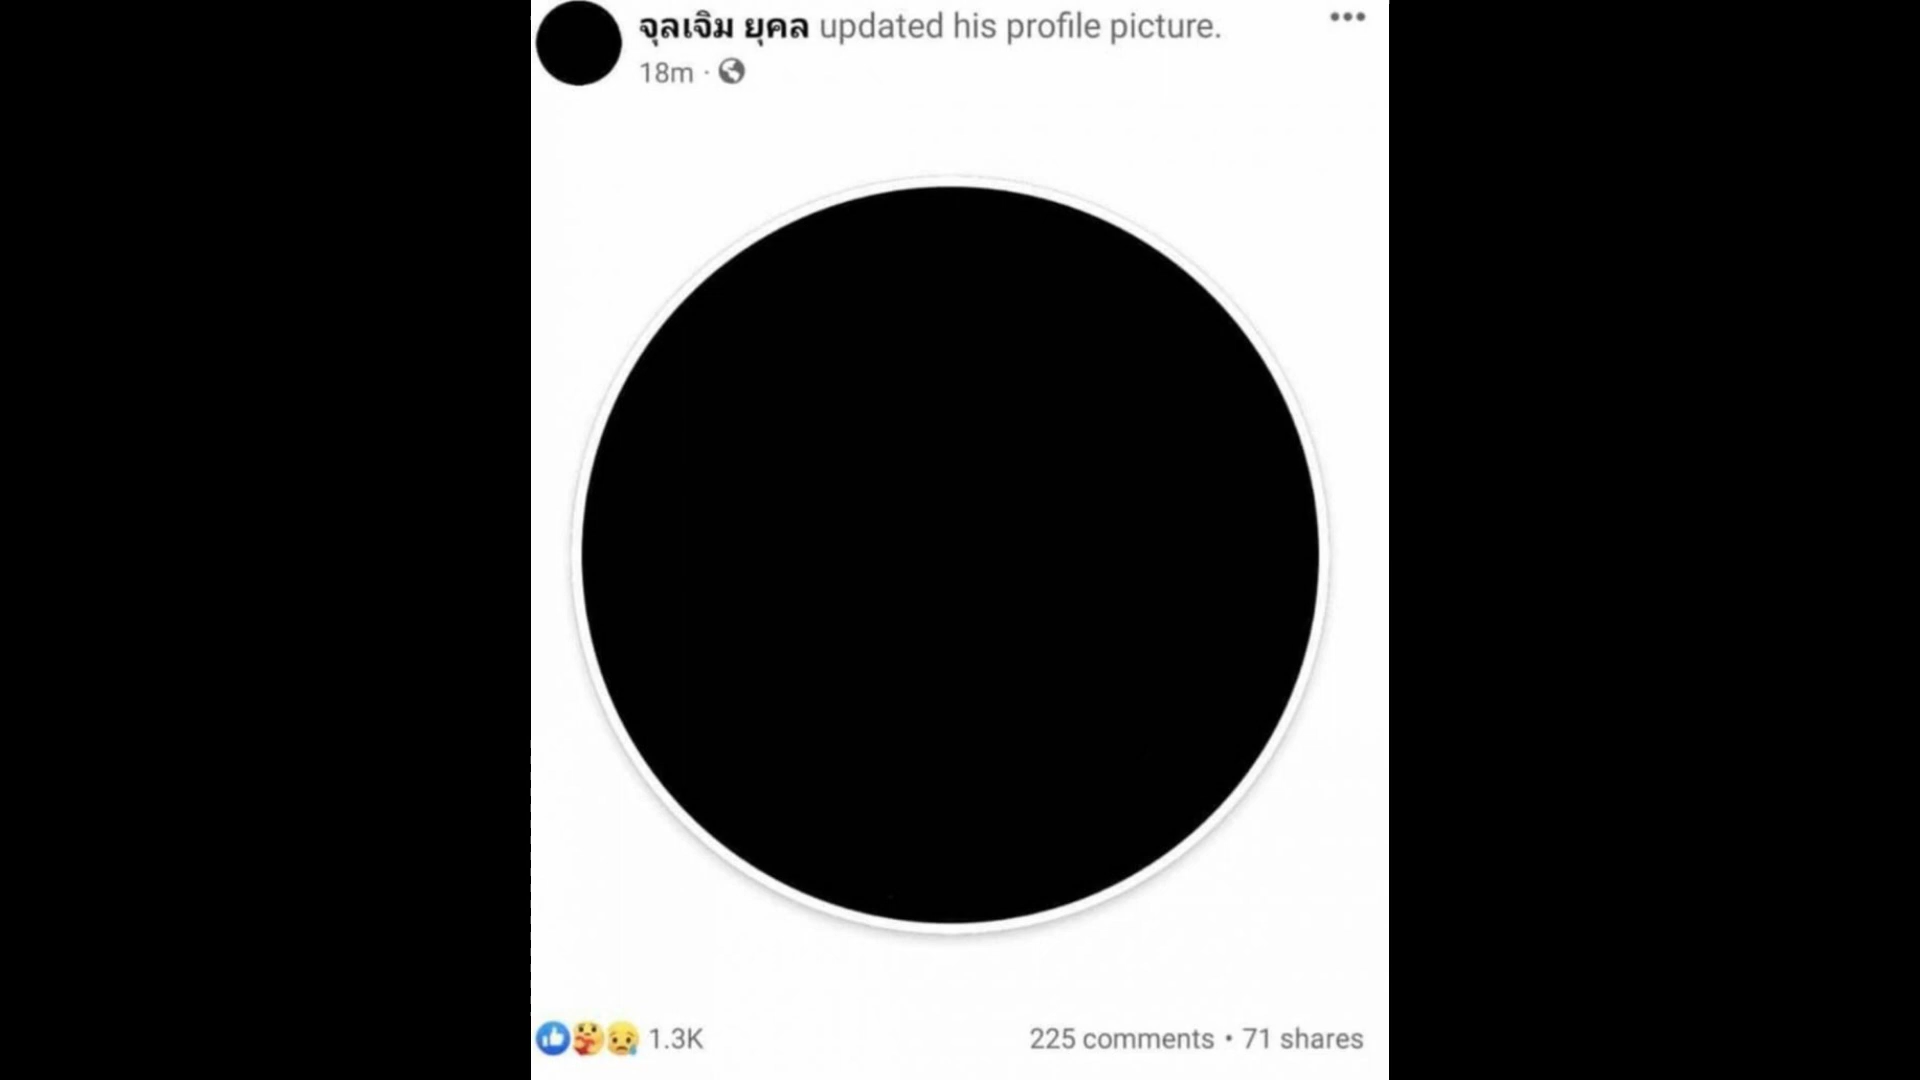 จุลเจิม ยุคล updated his profile picture.
18m ·
1.3K
225 comments • 71 shares